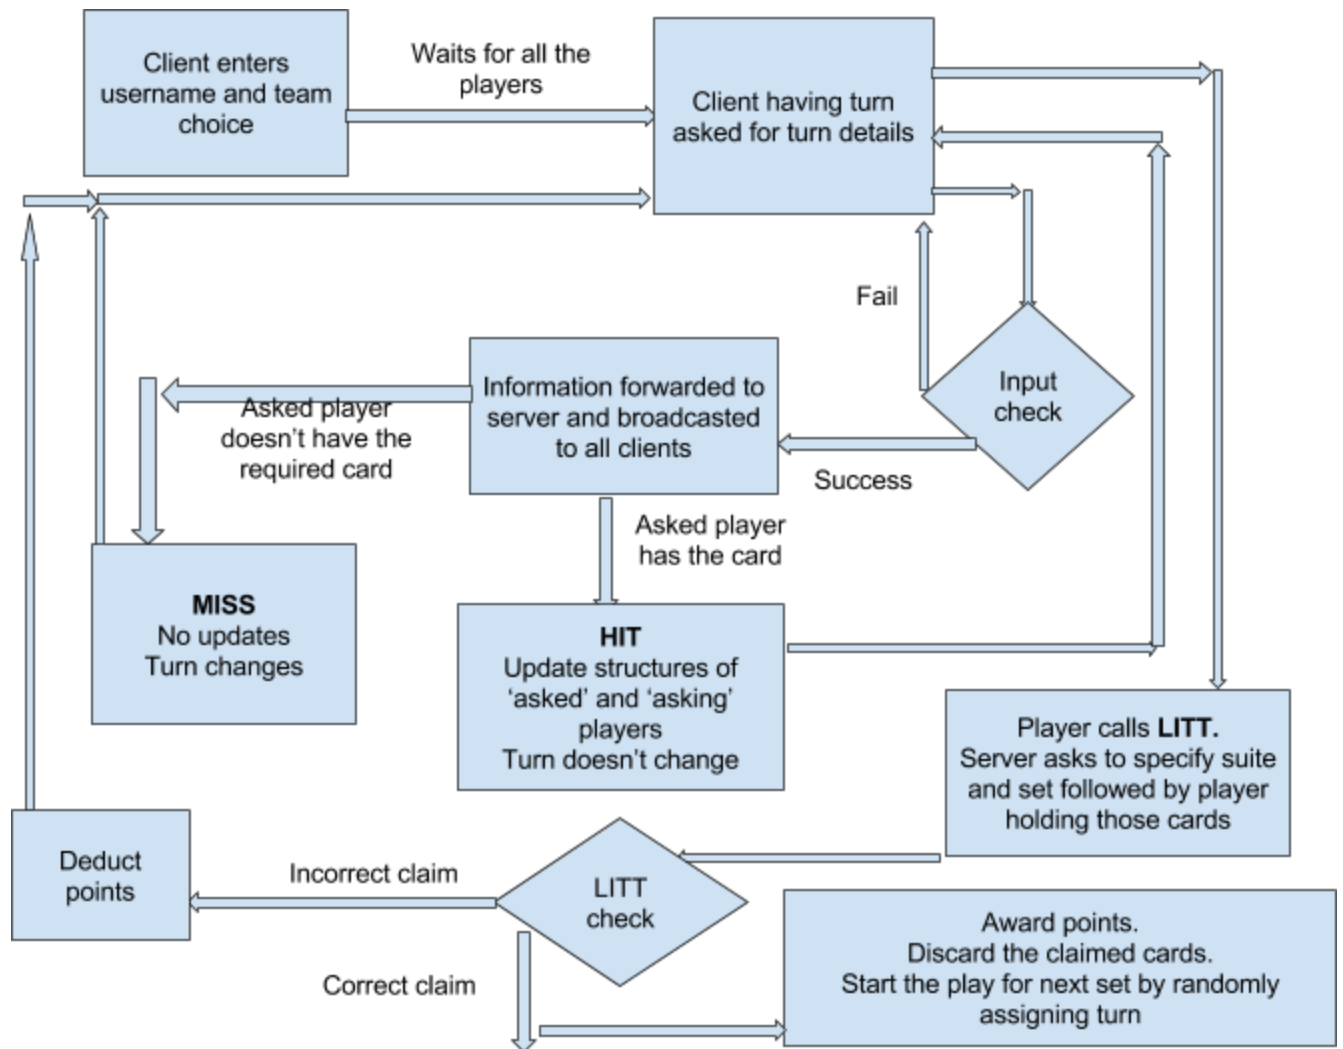 Client enters
username and team
choice
Waits for all the
players
Client having turn
asked for turn details
Fail
Input
check
Information forwarded to
server and broadcasted
to all clients
Asked player
doesn't have the
required card
Success
Asked player
has the card
MISS
No updates
Turn changes
HIT
Update structures of
‘asked’ and ‘asking’
players
Turn doesn't change
Player calls LITT.
Server asks to specify suite
and set followed by player
holding those cards
Deduct
points
Incorrect claim
LITT
check
Correct claim
Award points.
Discard the claimed cards.
Start the play for next set by randomly
assigning turn